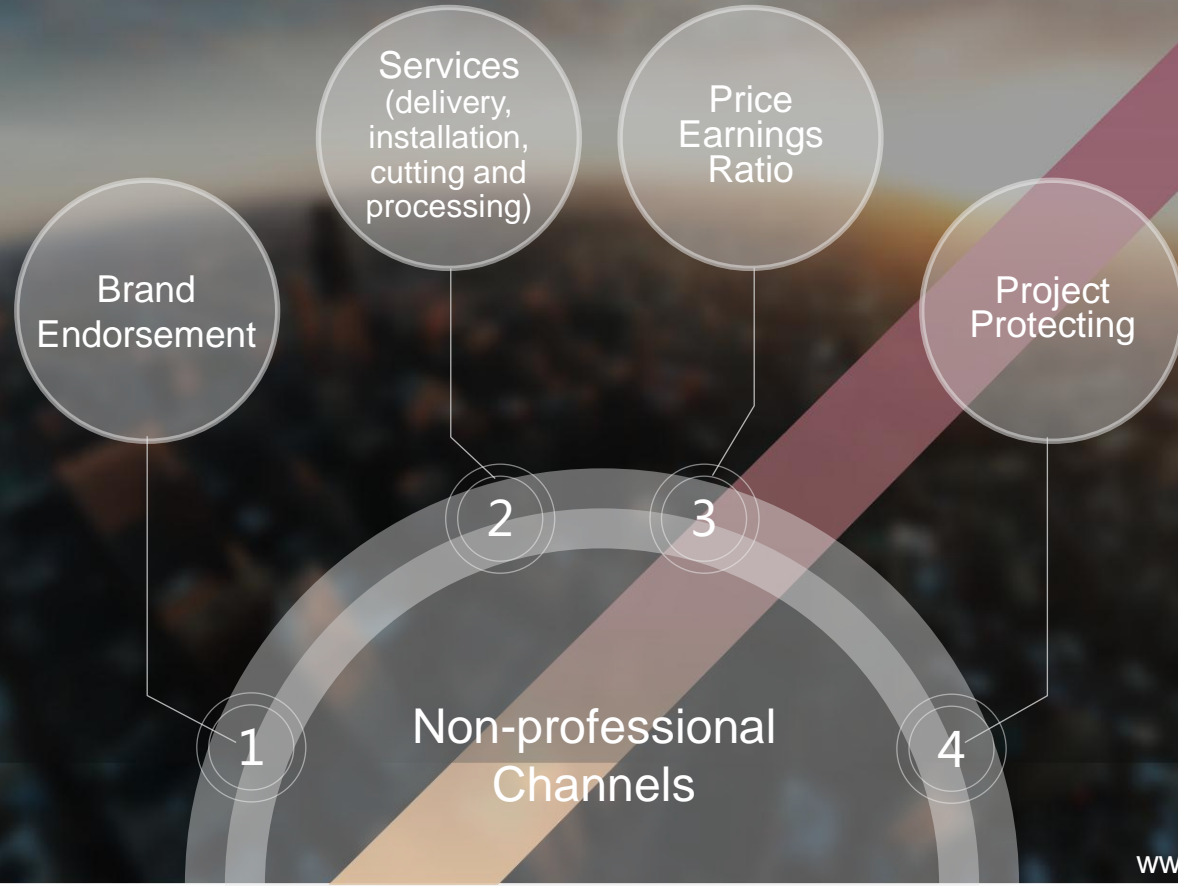 Services
(delivery,
installation,
cutting and
processing)
Price
Earnings
Ratio
Brand
Endorsement
Project
Protecting
2
3
1
4
Non-professional
Channels